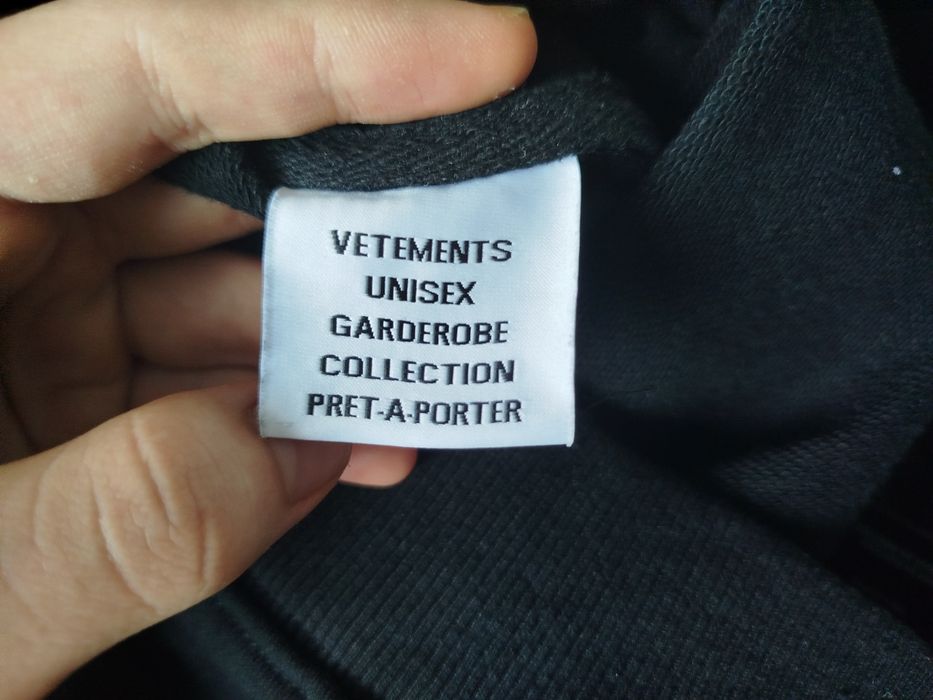 VETEMENTS
UNISEX
GARDEROBE
COLLECTION
PRET-A-PORTER